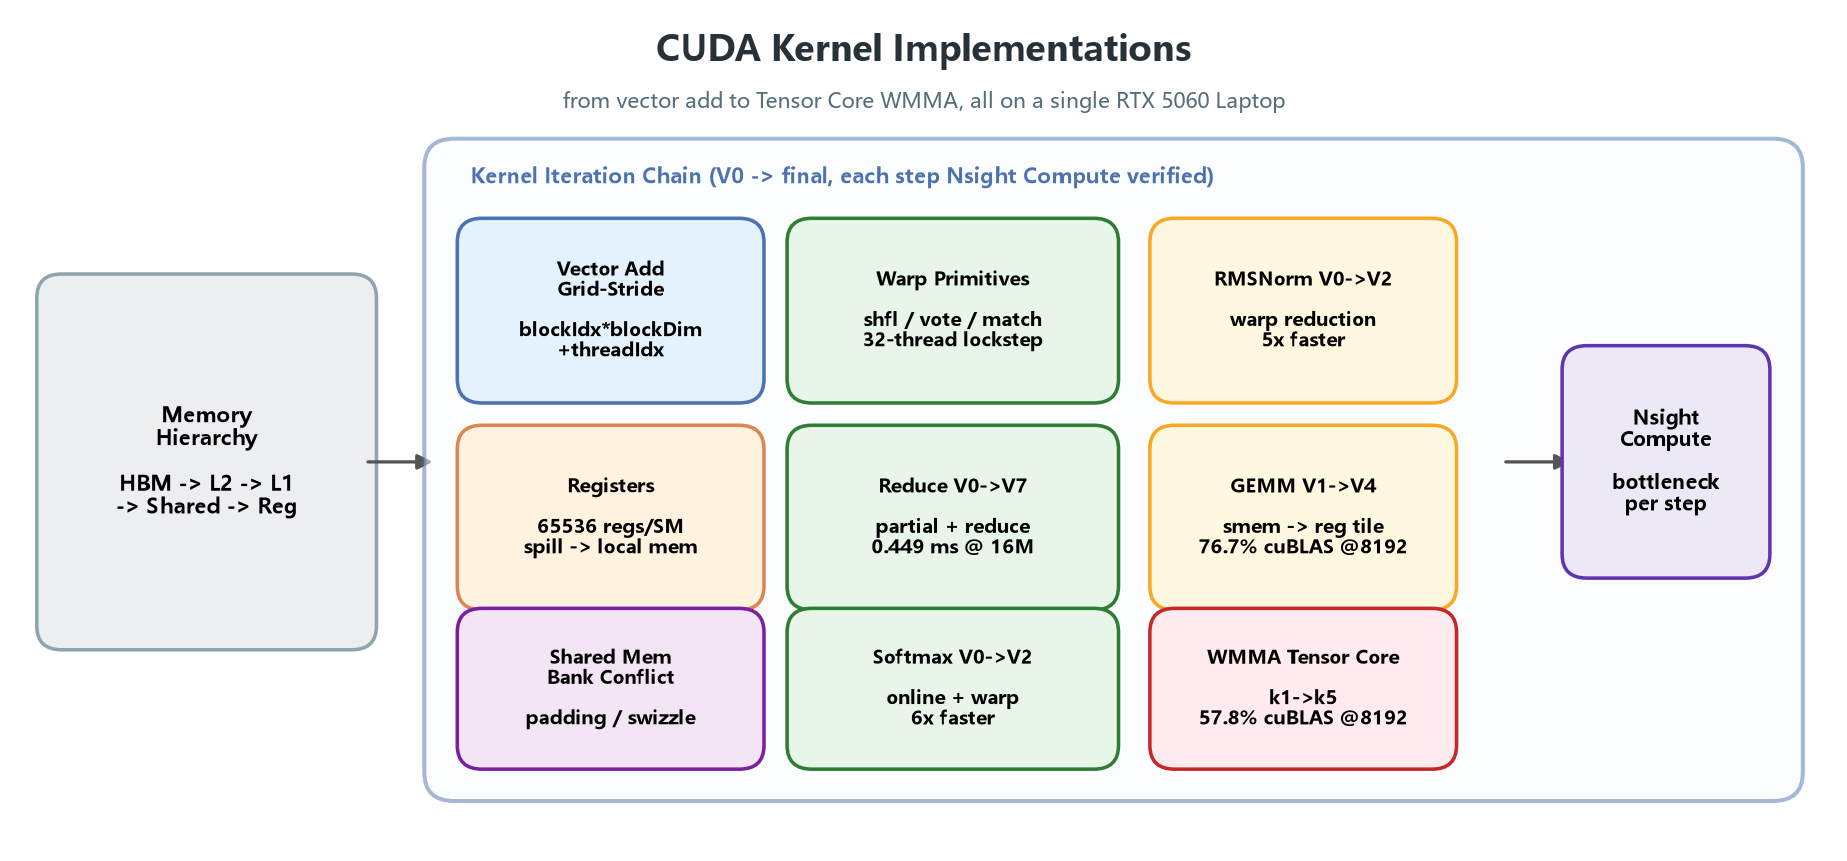 CUDA Kernel Implementations
from vector add to Tensor Core WMMA, all on a single RTX 5060 Laptop
Memory
Hierarchy
HBM -> L2 -> L1
-> Shared -> Reg
Kernel Iteration Chain (V0 -> final, each step Nsight Compute verified)
Vector Add
Grid-Stride
blockIdx*blockDim
+threadIdx
Warp Primitives
shfl / vote / match
32-thread lockstep
RMSNorm V0->V2
warp reduction
5x faster
Registers
65536 regs/SM
spill -> local mem
Reduce V0->V7
partial + reduce
0.449 ms @ 16M
GEMM V1->V4
smem -> reg tile
76.7% cuBLAS @8192
Shared Mem
Bank Conflict
padding / swizzle
Softmax V0->V2
online + warp
6x faster
WMMA Tensor Core
k1->k5
57.8% cuBLAS @8192
Nsight
Compute
bottleneck
per step